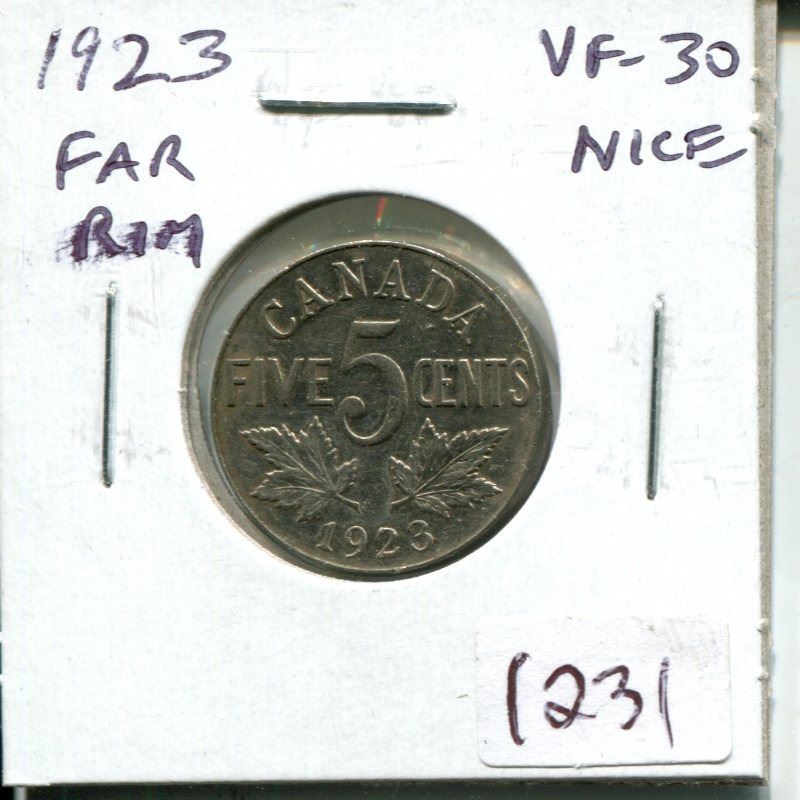 1923
VF-30
FAR
NICE
RIM
CANADA
FIVE 5 CENTS
1923
1231